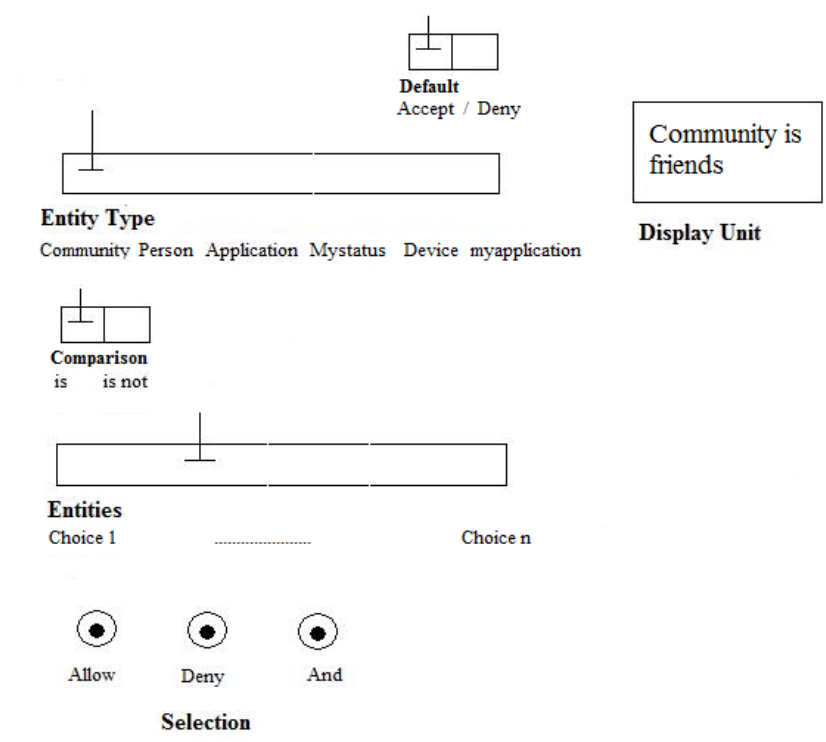 Default
Accept / Deny
Community is
friends
Display Unit
Entity Type
Community Person Application Mystatus Device myapplication
Comparison
is is not
Entities
Choice 1 ...................... Choice n
Allow Deny And
Selection